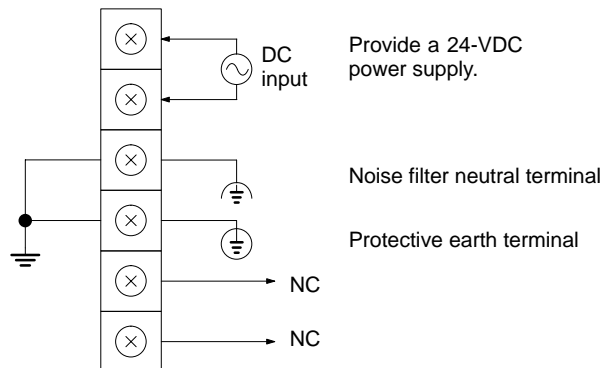 DC
input
Provide a 24-VDC
power supply.
Noise filter neutral terminal
Protective earth terminal
NC
NC